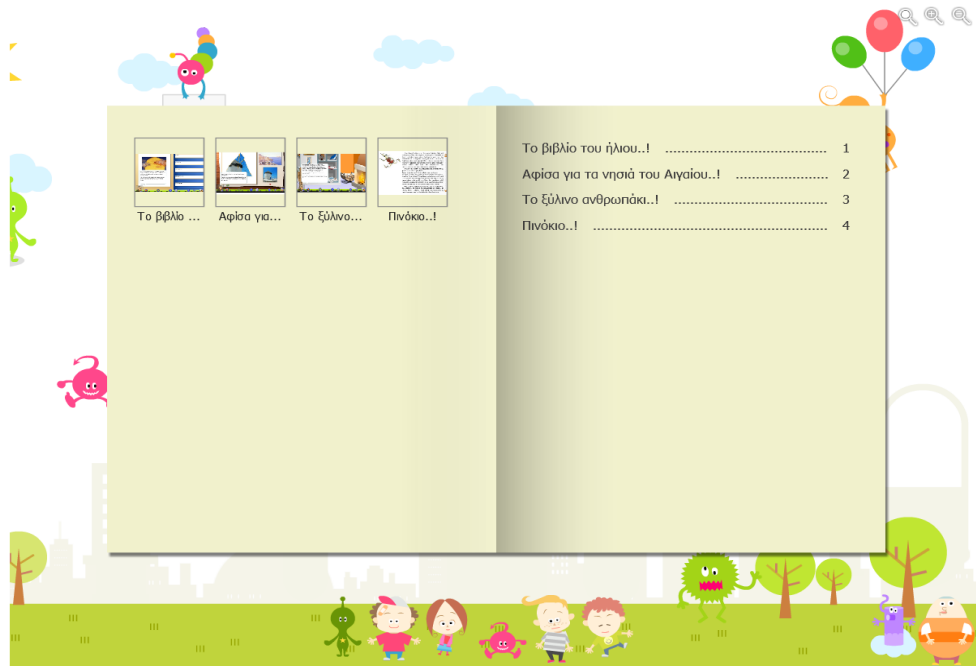 Το βιβλίο ...
Αφίσα για...
Το ξύλινο...
Πινόκιο..!
Το βιβλίο του ήλιου..! ........................................ 1
Αφίσα για τα νησιά του Αιγαίου..! ....................... 2
Το ξύλινο ανθρωπάκι..! ...................................... 3
Πινόκιο..! .......................................................... 4